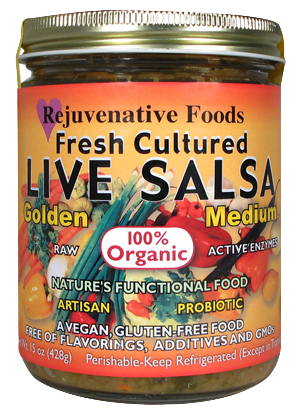 Rejuvenative Foods
Fresh Cultured
LIVE SALSA
Golden Medium
RAW 100% Organic ACTIVE ENZYMES
NATURE'S FUNCTIONAL FOOD
ARTISAN PROBIOTIC
A VEGAN, GLUTEN-FREE FOOD
FREE OF FLAVORINGS, ADDITIVES AND GMOs
15 oz (428g) Perishable-Keep Refrigerated (Except in